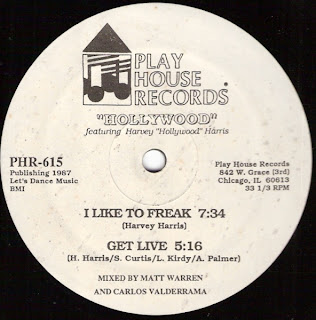 PLAY
HOUSE
RECORDS
"HOLLYWOOD"
featuring Harvey "Hollywood" Harris
PHR-615
Publishing 1987
Let's Dance Music
BMI
Play House Records
842 W. Grace (3rd)
Chicago, IL 60613
33 1/3 RPM
I LIKE TO FREAK 7:34
(Harvey Harris)
GET LIVE 5:16
(H. Harris/S. Curtis/L. Kirdy/A. Palmer)
MIXED BY MATT WARREN
AND CARLOS VALDERRAMA